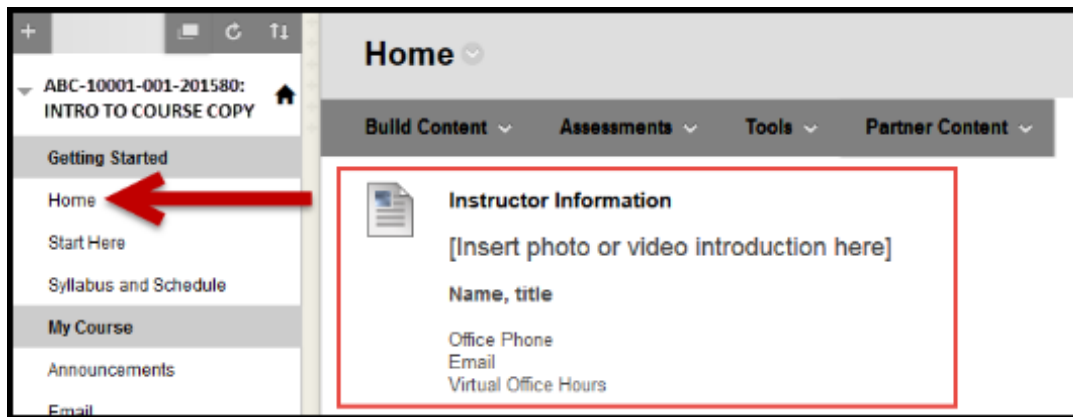 ABC-10001-001-201580:
INTRO TO COURSE COPY
Getting Started
Home
Start Here
Syllabus and Schedule
My Course
Announcements
Email
Home
Build Content
Assessments
Tools
Partner Content
Instructor Information
[Insert photo or video introduction here]
Name, title
Office Phone
Email
Virtual Office Hours